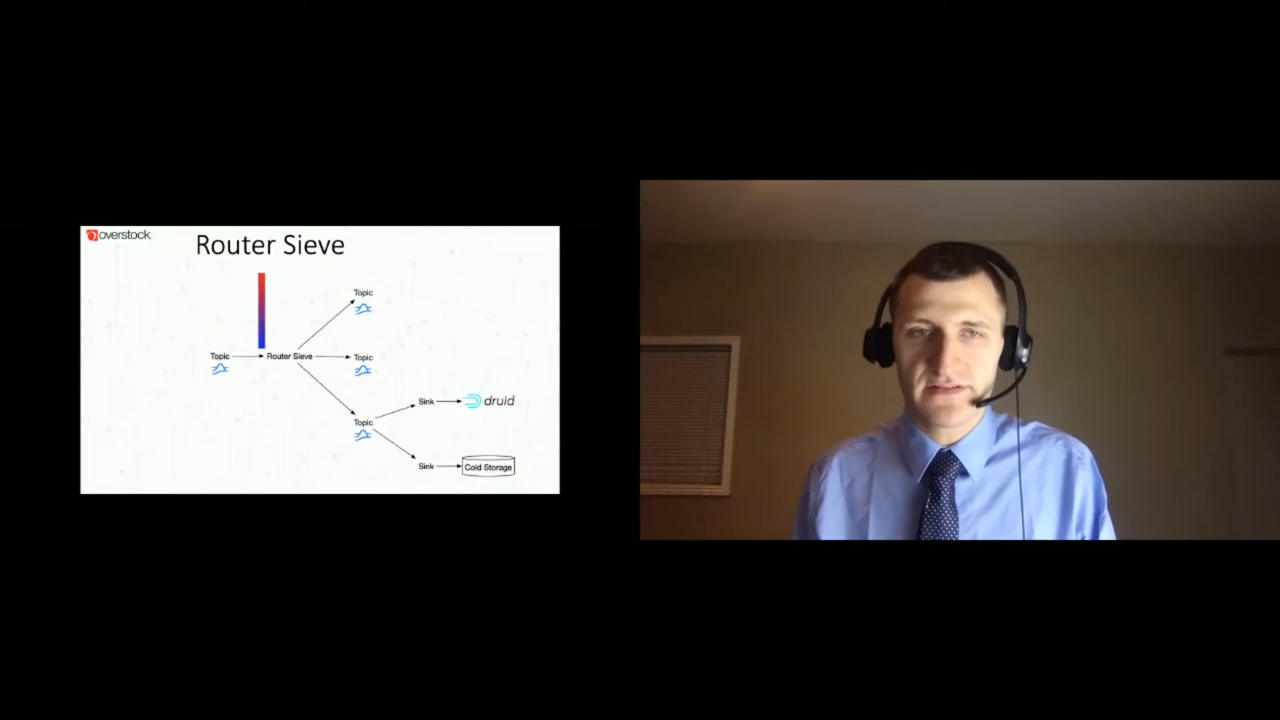 overstock.
Router Sieve
Topic
Topic
Router Sieve
Topic
Topic
Sink
druid
Sink
Cold Storage